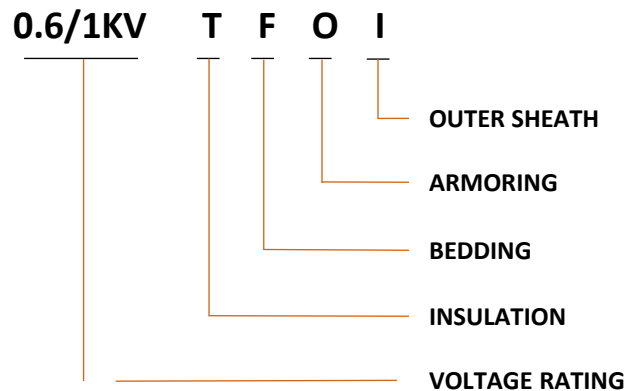 0.6/1KV T F O I
OUTER SHEATH
ARMORING
BEDDING
INSULATION
VOLTAGE RATING